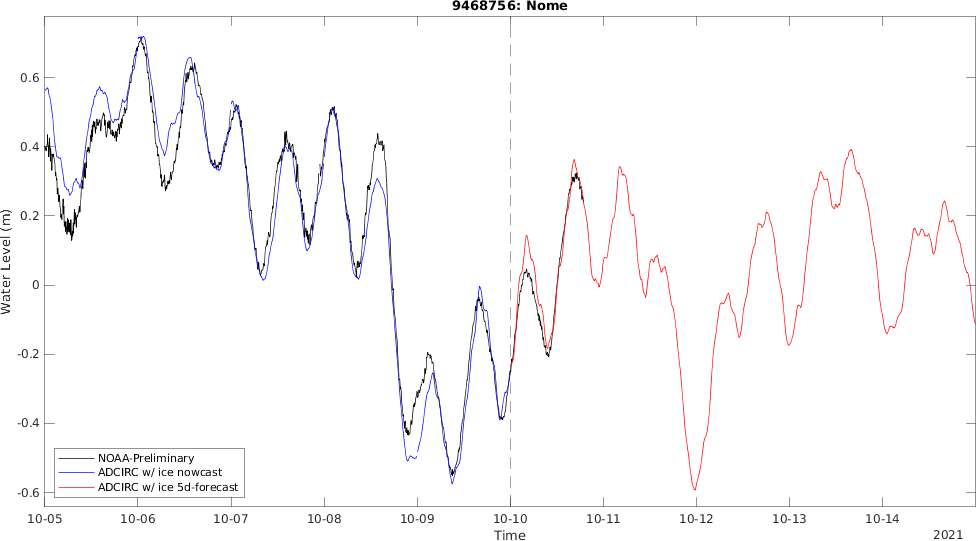 9468756: Nome
Water Level (m)
0.6
0.4
0.2
0
-0.2
-0.4
-0.6
NOAA-Preliminary
ADCIRC w/ ice nowcast
ADCIRC w/ ice 5d-forecast
10-05 10-06 10-07 10-08 10-09 10-10 10-11 10-12 10-13 10-14
Time
2021